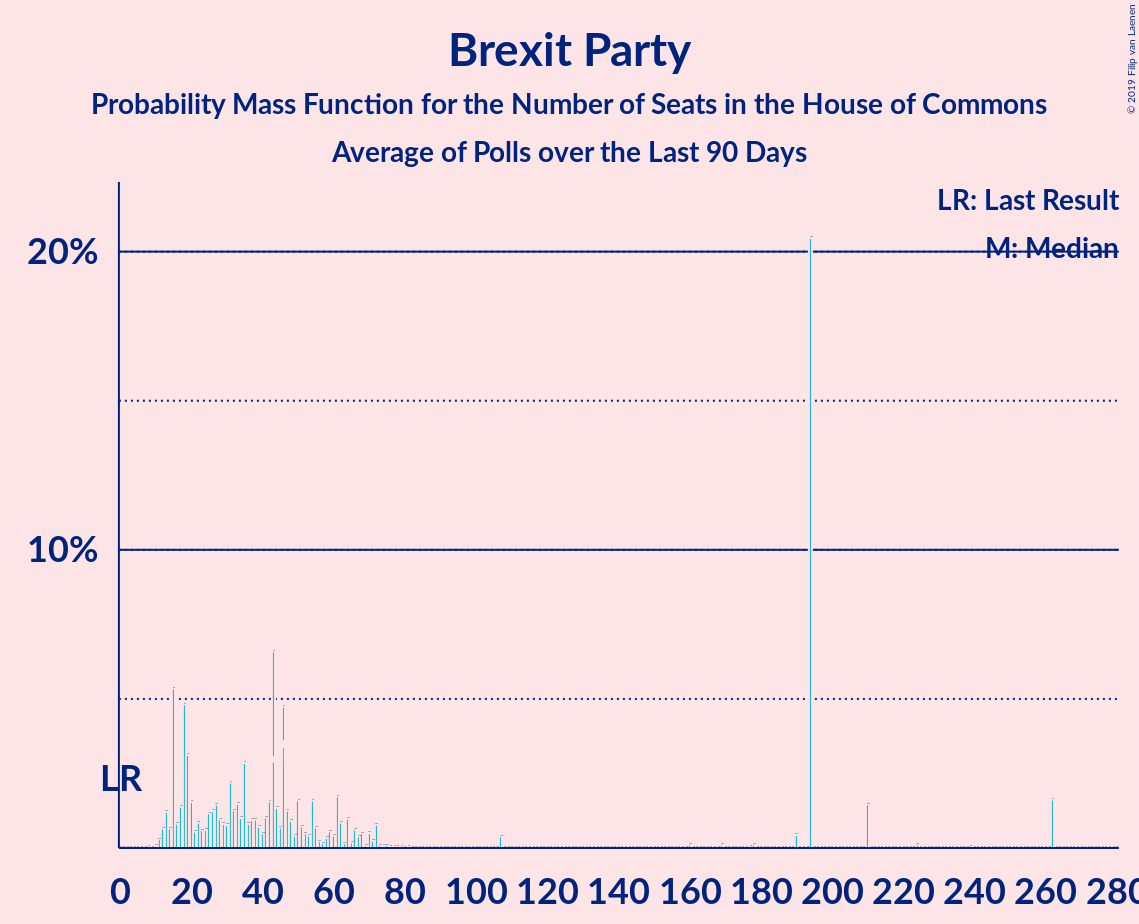 Brexit Party
Probability Mass Function for the Number of Seats in the House of Commons
Average of Polls over the Last 90 Days
© 2019 Filip van Laenen
LR: Last Result
M: Median
20%
10%
LR
0 20 40 60 80 100 120 140 160 180 200 220 240 260 280